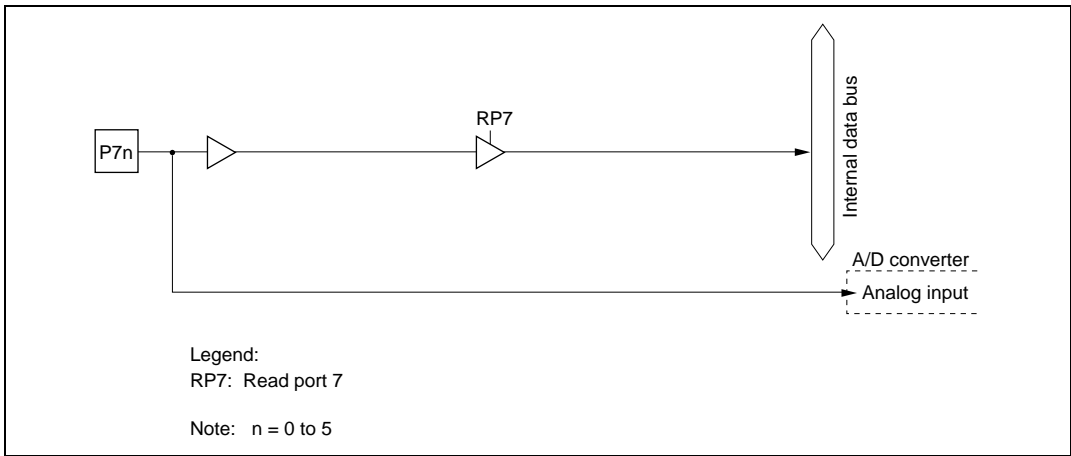 RP7
P7n
Internal data bus
A/D converter
Analog input
Legend:
RP7: Read port 7
Note: n = 0 to 5